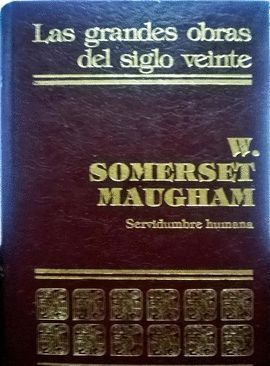 Las grandes obras
del siglo veinte
W.
SOMERSET
MAUGHAM
Servidumbre humana